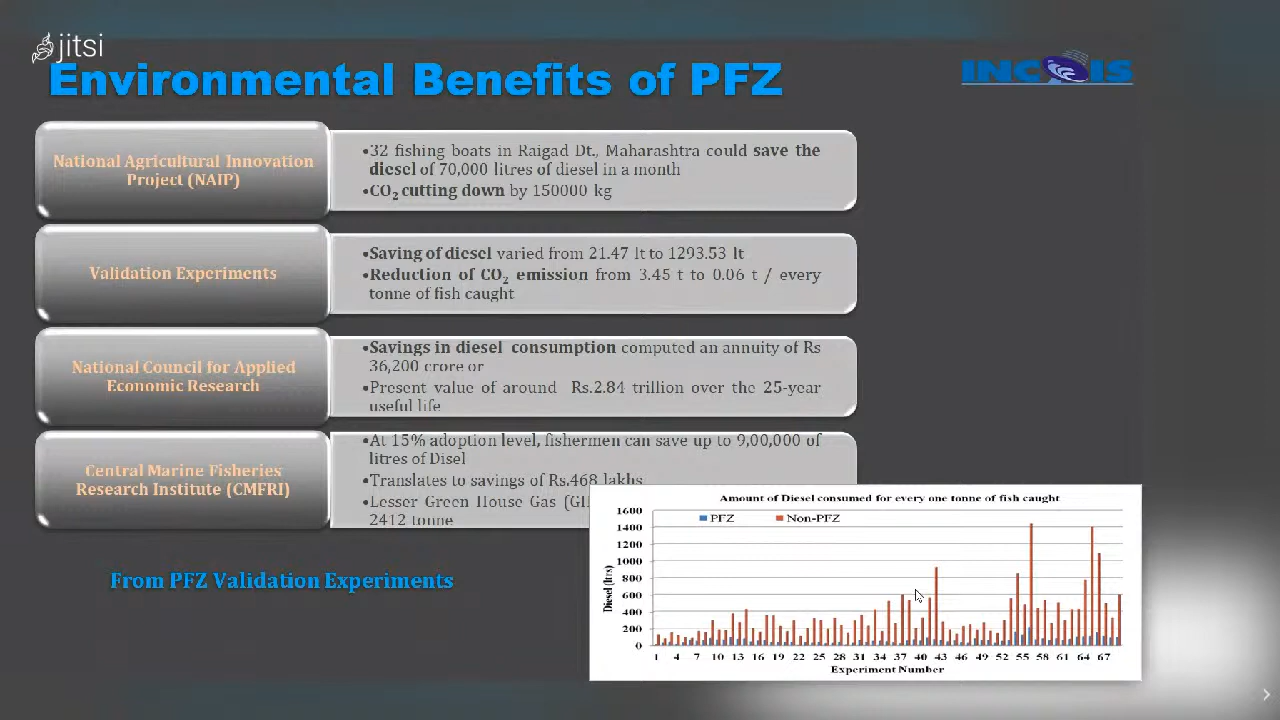 jitsi
Environmental Benefits of PFZ
INCOIS
National Agricultural Innovation
Project (NAIP)
•32 fishing boats in Raigad Dt., Maharashtra could save the
diesel of 70,000 litres of diesel in a month
•CO₂ cutting down by 150000 kg
Validation Experiments
•Saving of diesel varied from 21.47 lt to 1293.53 lt
•Reduction of CO₂ emission from 3.45 t to 0.06 t / every
tonne of fish caught
National Council for Applied
Economic Research
•Savings in diesel consumption computed an annuity of Rs
36,200 crore or
•Present value of around Rs.2.84 trillion over the 25-year
useful life
Central Marine Fisheries
Research Institute (CMFRI)
•At 15% adoption level, fishermen can save up to 9,00,000 of
litres of Disel
•Translates to savings of Rs.468 lakhs
•Lesser Green House Gas
2412 tonne
From PFZ Validation Experiments
Amount of Diesel consumed for every one tonne of fish caught
PFZ Non-PFZ
1600
1400
1200
1000
800
600
400
200
0
Diesel (ltrs)
1 4 7 10 13 16 19 22 25 28 31 34 37 40 43 46 49 52 55 58 61 64 67
Experiment Number